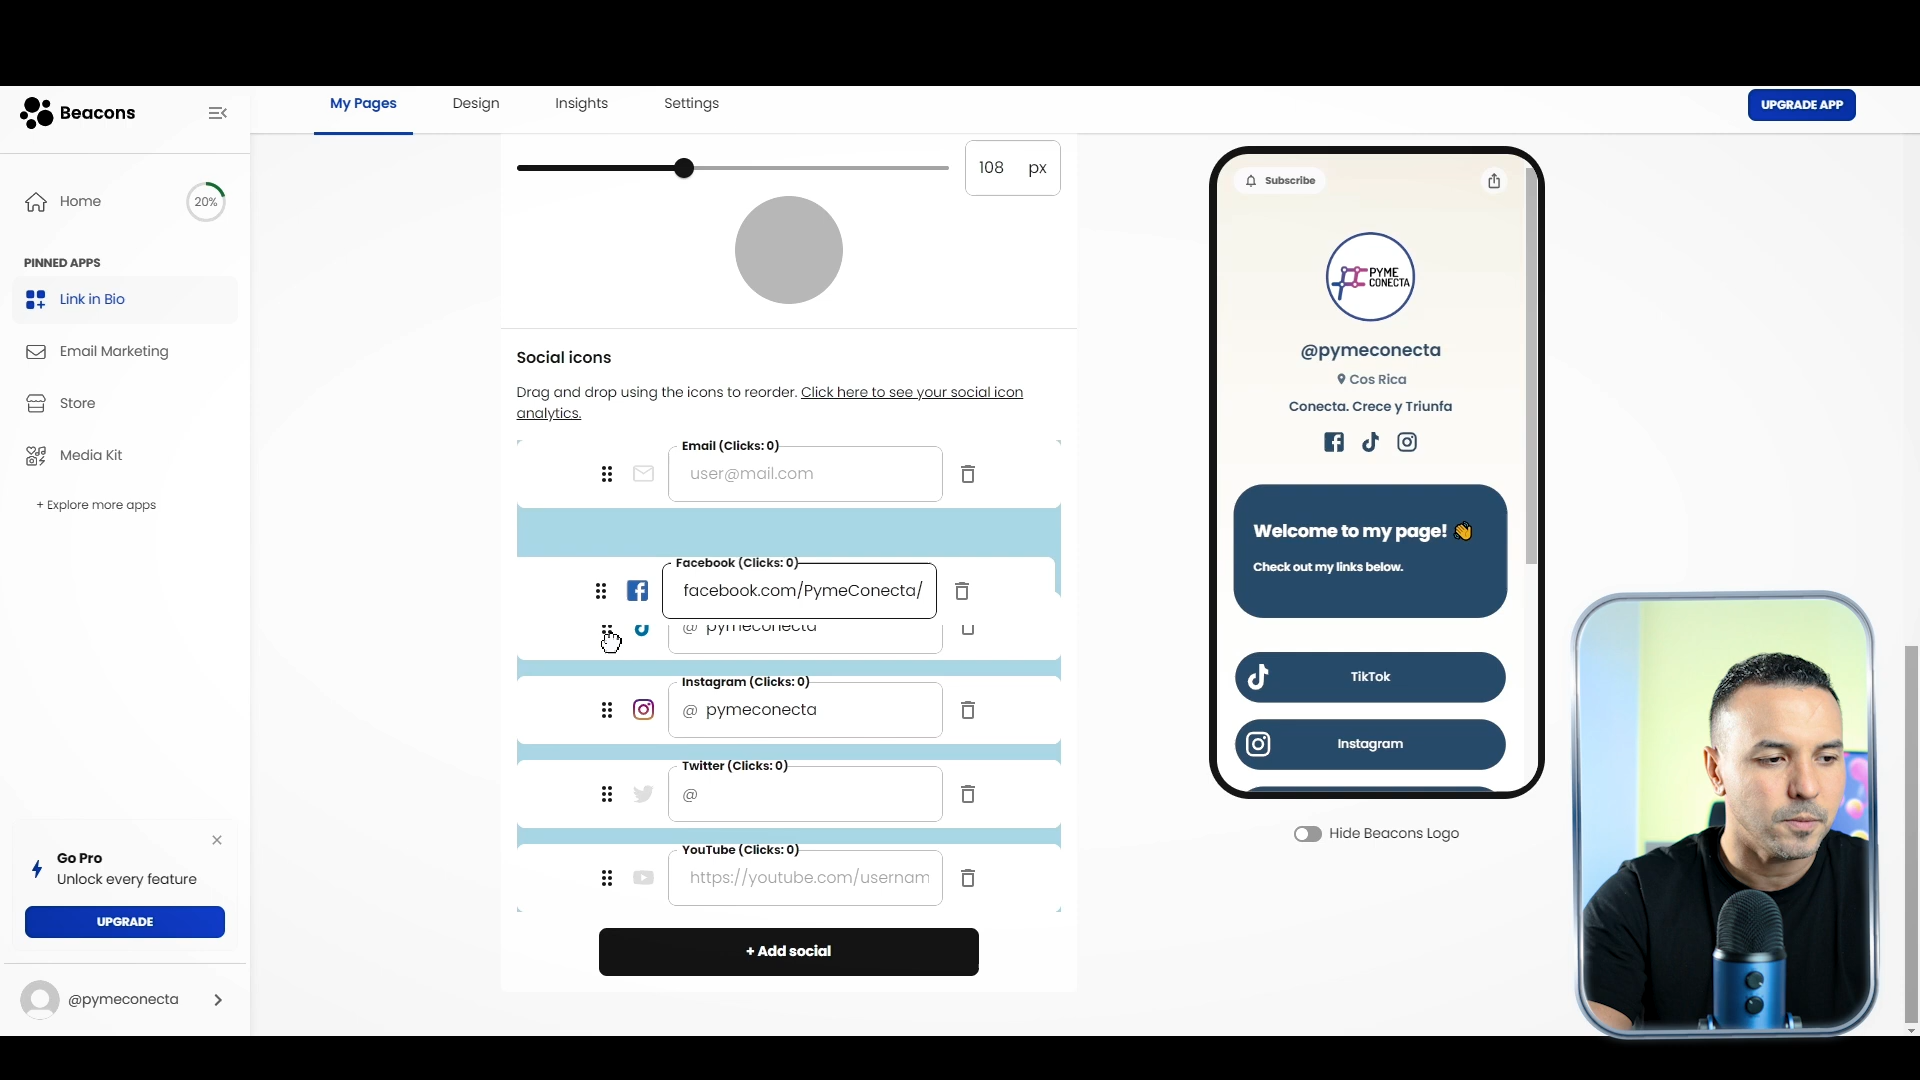 Beacons
My Pages
Design
Insights
Settings
UPGRADE APP
Home
20%
PINNED APPS
Link in Bio
Email Marketing
Store
Media Kit
+ Explore more apps
Go Pro
Unlock every feature
UPGRADE
@pymeconecta
108 px
Social icons
Drag and drop using the icons to reorder. Click here to see your social icon
analytics.
Email (Clicks: 0)
user@mail.com
Facebook (Clicks: 0)
facebook.com/PymeConecta/
@ pymeconecta
Instagram (Clicks: 0)
@ pymeconecta
Twitter (Clicks: 0)
@
YouTube (Clicks: 0)
https://youtube.com/usernam
+ Add social
Subscribe
PYME
CONECTA
@pymeconecta
Cos Rica
Conecta. Crece y Triunfa
Welcome to my page! 👋
Check out my links below.
TikTok
Instagram
Hide Beacons Logo